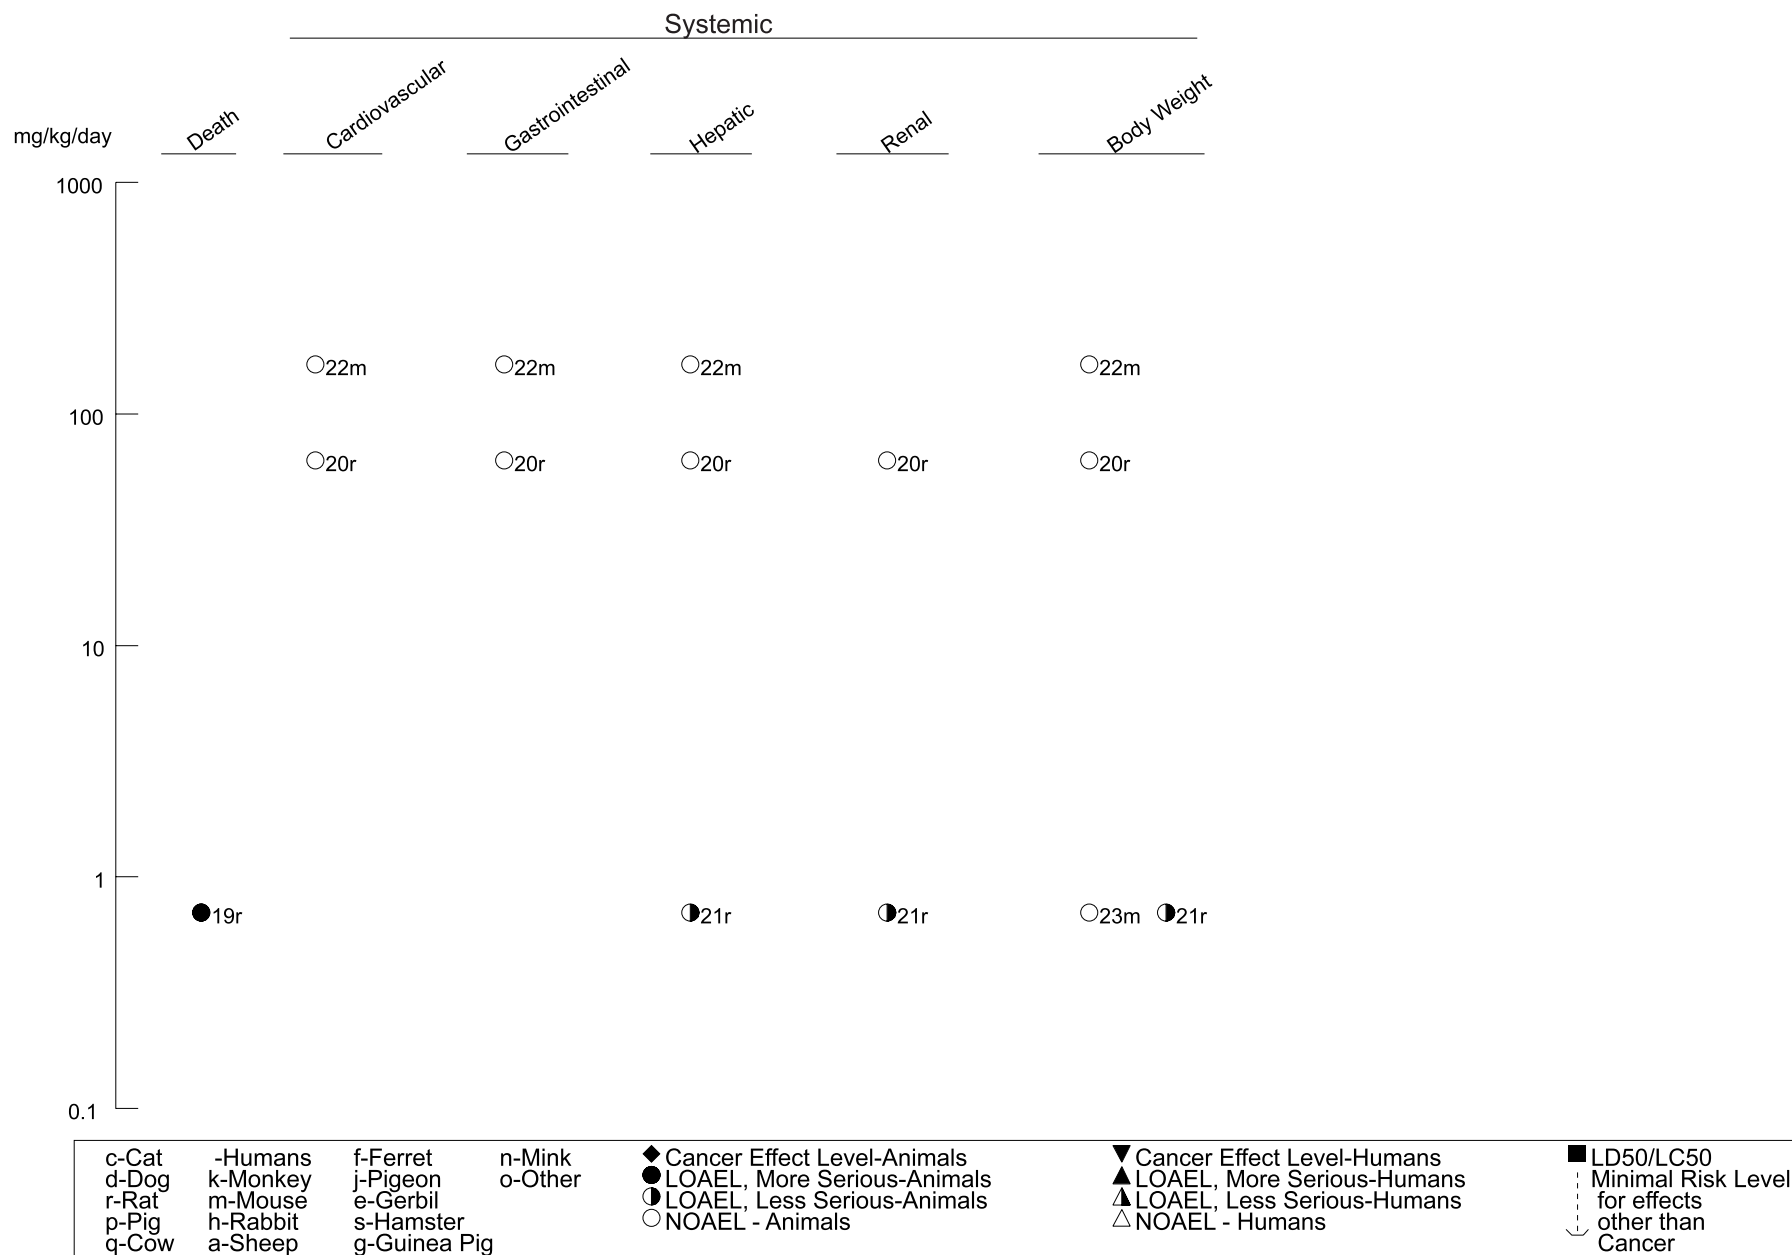 Systemic
mg/kg/day
Death
Cardiovascular
Gastrointestinal
Hepatic
Renal
Body Weight
1000
22m 22m 22m 22m
100
20r 20r 20r 20r 20r
10
1
19r 21r 21r 23m 21r
0.1
c-Cat -Humans f-Ferret n-Mink Cancer Effect Level-Animals Cancer Effect Level-Humans LD50/LC50
d-Dog k-Monkey j-Pigeon o-Other LOAEL, More Serious-Animals LOAEL, More Serious-Humans Minimal Risk Level
r-Rat m-Mouse e-Gerbil LOAEL, Less Serious-Animals LOAEL, Less Serious-Humans for effects
p-Pig h-Rabbit s-Hamster NOAEL - Animals NOAEL - Humans other than
q-Cow a-Sheep g-Guinea Pig Cancer